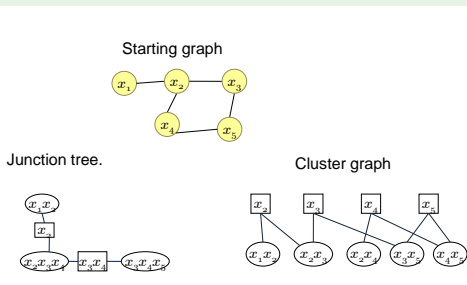 Starting graph
x₁ x₂ x₃
x₄ x₅
Junction tree.
Cluster graph
x₁x₂
x₂
x₂x₃x₄ x₃x₄ x₃x₄x₅
x₂ x₃ x₄ x₅
x₁x₂ x₂x₃ x₂x₄ x₃x₅ x₄x₅